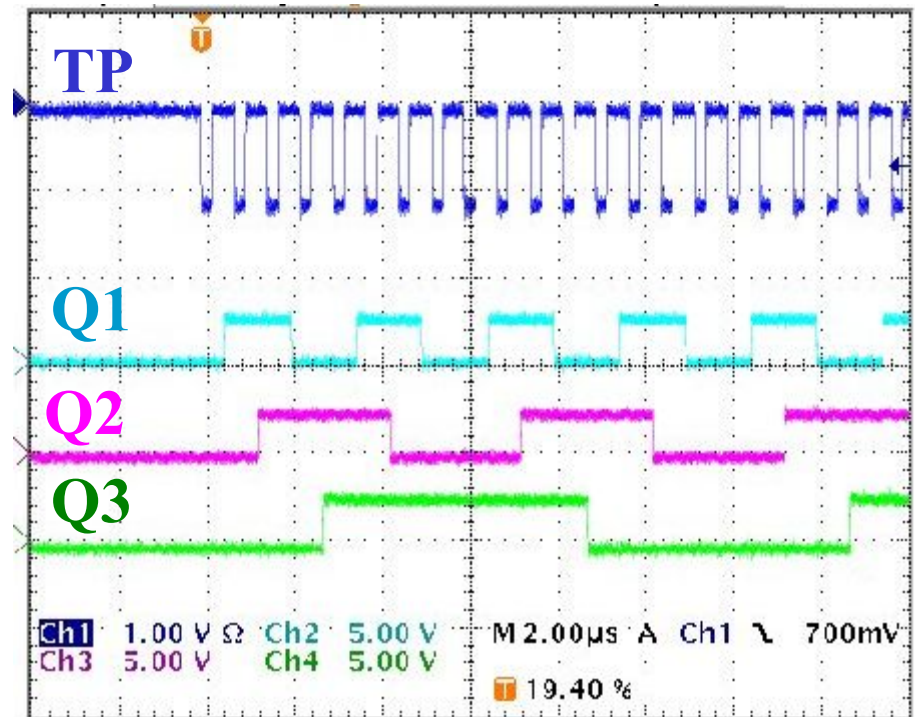 T
TP
Q1
Q2
Q3
Ch1 1.00 V Ω Ch2 5.00 V M 2.00µs A Ch1 ╲ 700mV
Ch3 5.00 V Ch4 5.00 V
T 19.40 %